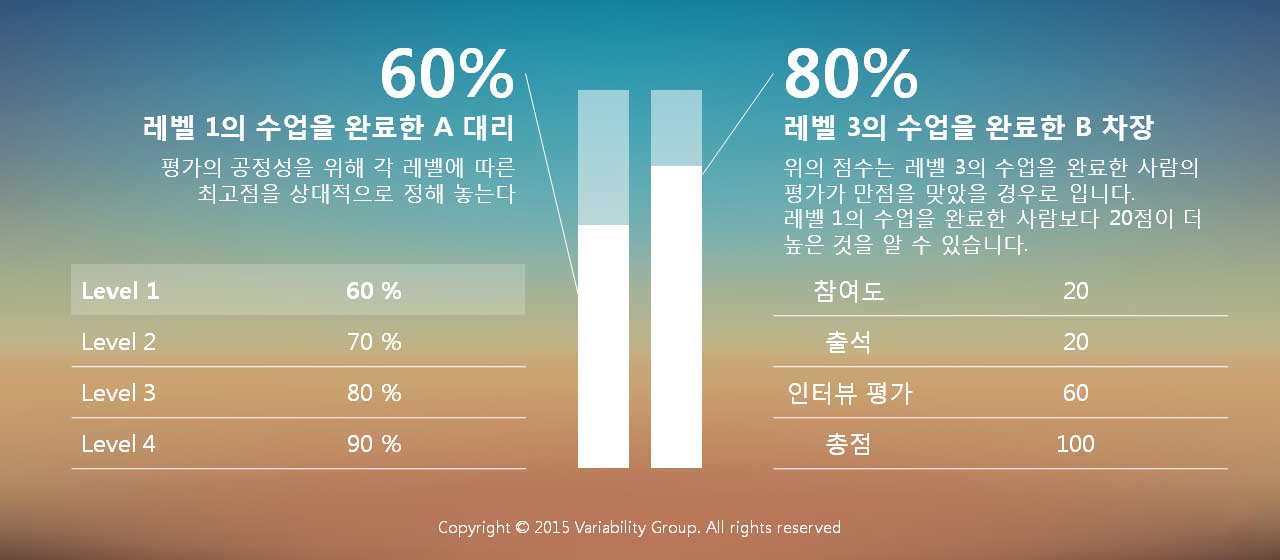 60%
레벨 1의 수업을 완료한 A 대리
평가의 공정성을 위해 각 레벨에 따른
최고점을 상대적으로 정해 놓는다
Level 1 60 %
Level 2 70 %
Level 3 80 %
Level 4 90 %
80%
레벨 3의 수업을 완료한 B 차장
위의 점수는 레벨 3의 수업을 완료한 사람의
평가가 만점을 맞았을 경우로 입니다.
레벨 1의 수업을 완료한 사람보다 20점이 더
높은 것을 알 수 있습니다.
참여도 20
출석 20
인터뷰 평가 60
총점 100
Copyright © 2015 Variability Group. All rights reserved